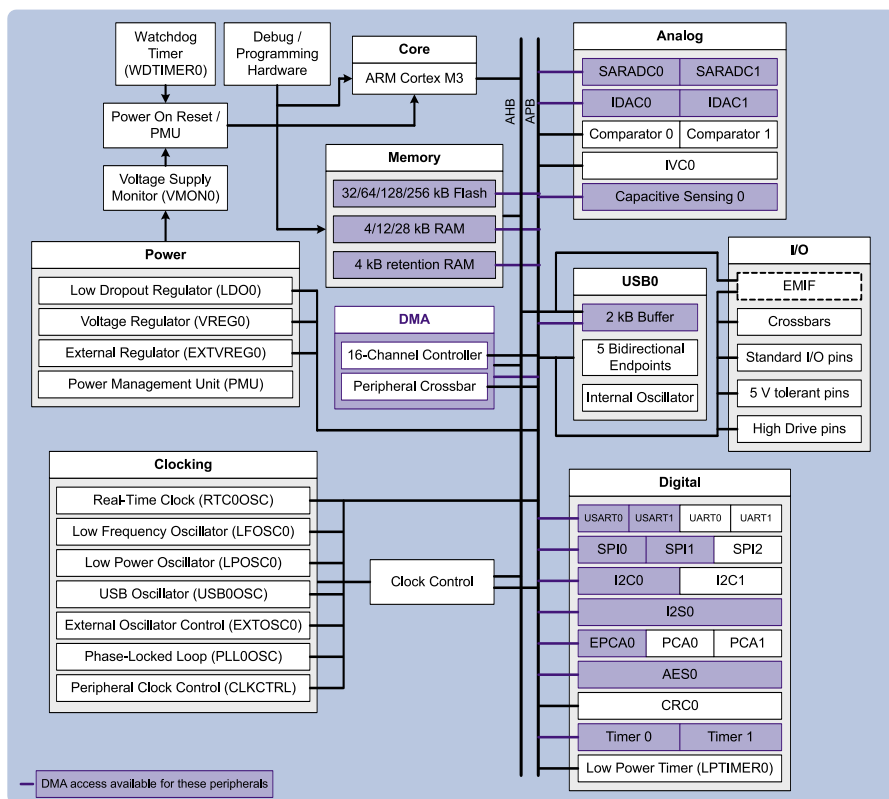 Watchdog
Timer
(WDTIMER0)
Debug /
Programming
Hardware
Core
ARM Cortex M3
Power On Reset /
PMU
Voltage Supply
Monitor (VMON0)
Memory
32/64/128/256 kB Flash
4/12/28 kB RAM
4 kB retention RAM
AHB
APB
Analog
SARADC0
SARADC1
IDAC0
IDAC1
Comparator 0
Comparator 1
IVC0
Capacitive Sensing 0
Power
Low Dropout Regulator (LDO0)
Voltage Regulator (VREG0)
External Regulator (EXTVREG0)
Power Management Unit (PMU)
DMA
16-Channel Controller
Peripheral Crossbar
USB0
2 kB Buffer
5 Bidirectional
Endpoints
Internal Oscillator
I/O
EMIF
Crossbars
Standard I/O pins
5 V tolerant pins
High Drive pins
Clocking
Real-Time Clock (RTC0OSC)
Low Frequency Oscillator (LFOSC0)
Low Power Oscillator (LPOSC0)
USB Oscillator (USB0OSC)
External Oscillator Control (EXTOSC0)
Phase-Locked Loop (PLL0OSC)
Peripheral Clock Control (CLKCTRL)
Clock Control
Digital
USART0
USART1
UART0
UART1
SPI0
SPI1
SPI2
I2C0
I2C1
I2S0
EPCA0
PCA0
PCA1
AES0
CRC0
Timer 0
Timer 1
Low Power Timer (LPTIMER0)
DMA access available for these peripherals